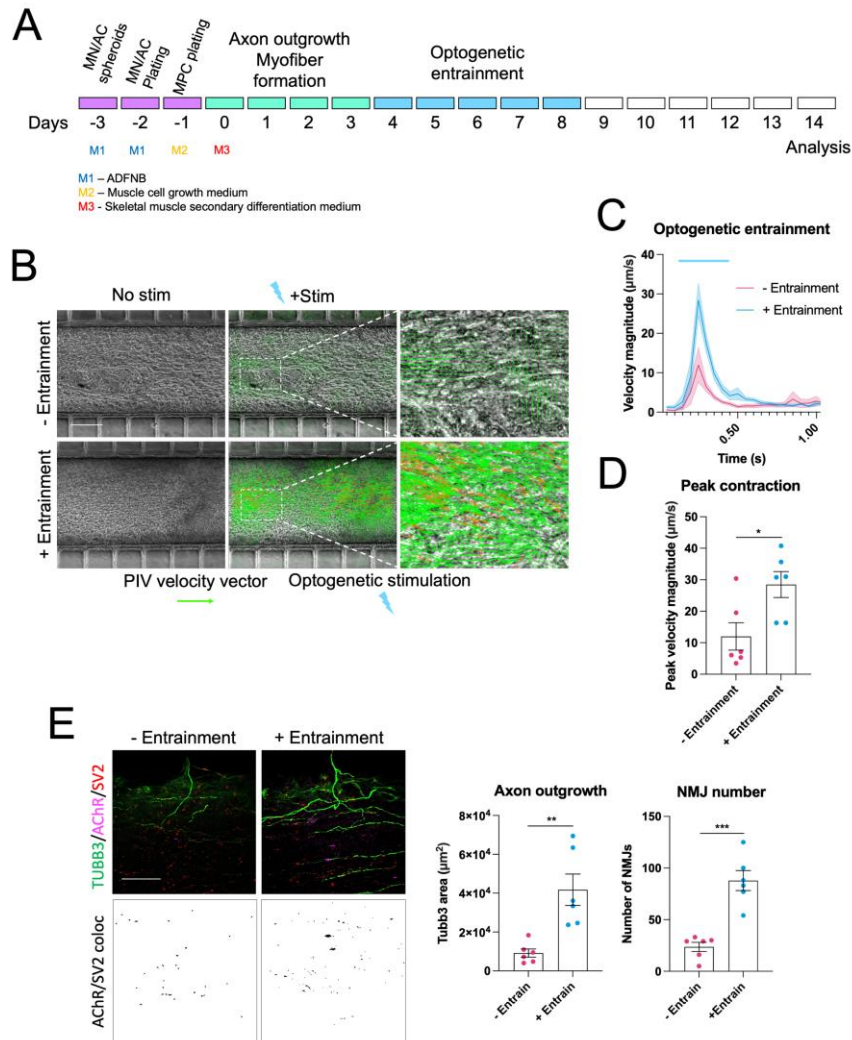 A
MN/AC
spheroids
MN/AC
Plating
MPC plating
Axon outgrowth
Myofiber
formation
Optogenetic
entrainment
Days -3 -2 -1 0 1 2 3 4 5 6 7 8 9 10 11 12 13 14
M1 M1 M2 M3 Analysis
M1 – ADFNB
M2 – Muscle cell growth medium
M3 - Skeletal muscle secondary differentiation medium
B
No stim +Stim
- Entrainment
+ Entrainment
PIV velocity vector Optogenetic stimulation
C
Optogenetic entrainment
Velocity magnitude (µm/s)
40
30
20
10
0
0.50 1.00
Time (s)
- Entrainment
+ Entrainment
D
Peak contraction
Peak velocity magnitude (µm/s)
50
40
30
20
10
0
*
- Entrainment
+ Entrainment
E
- Entrainment + Entrainment
TUBB3/AChR/SV2
AChR/SV2 coloc
Axon outgrowth
Tubb3 area (µm²)
8×10⁴
6×10⁴
4×10⁴
2×10⁴
0
**
- Entrain
+ Entrain
NMJ number
Number of NMJs
150
100
50
0
***
- Entrain
+Entrain